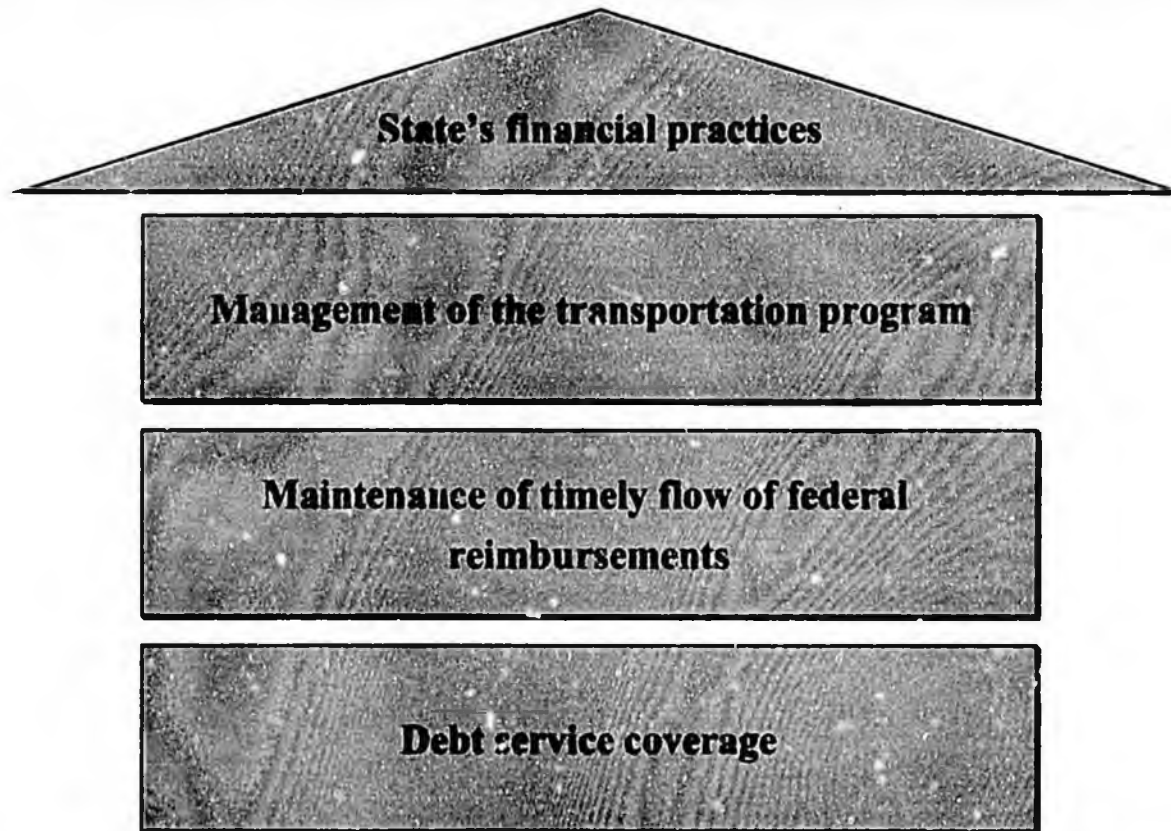 State's financial practices
Management of the transportation program
Maintenance of timely flow of federal
reimbursements
Debt service coverage